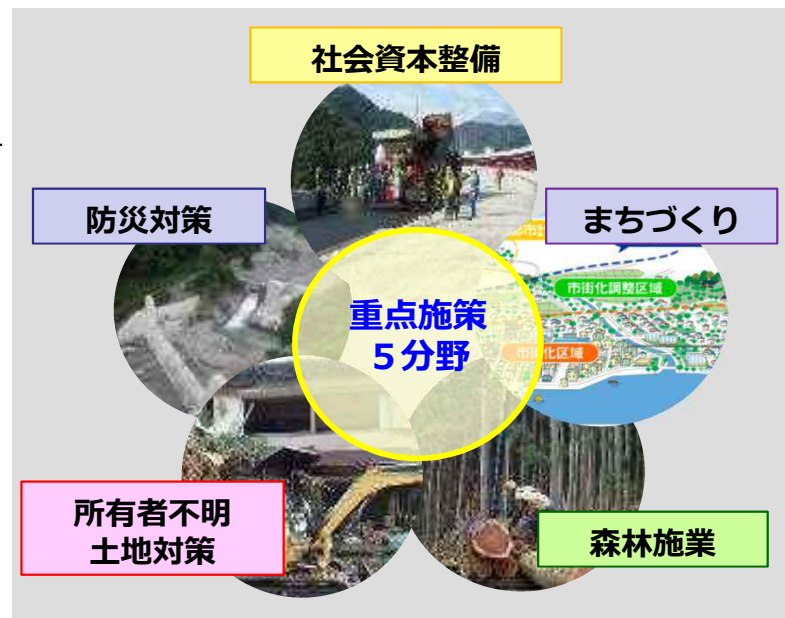 社会資本整備
防災対策
まちづくり
市街化調整区域
重点施策
５分野
市街化区域
所有者不明
土地対策
森林施業